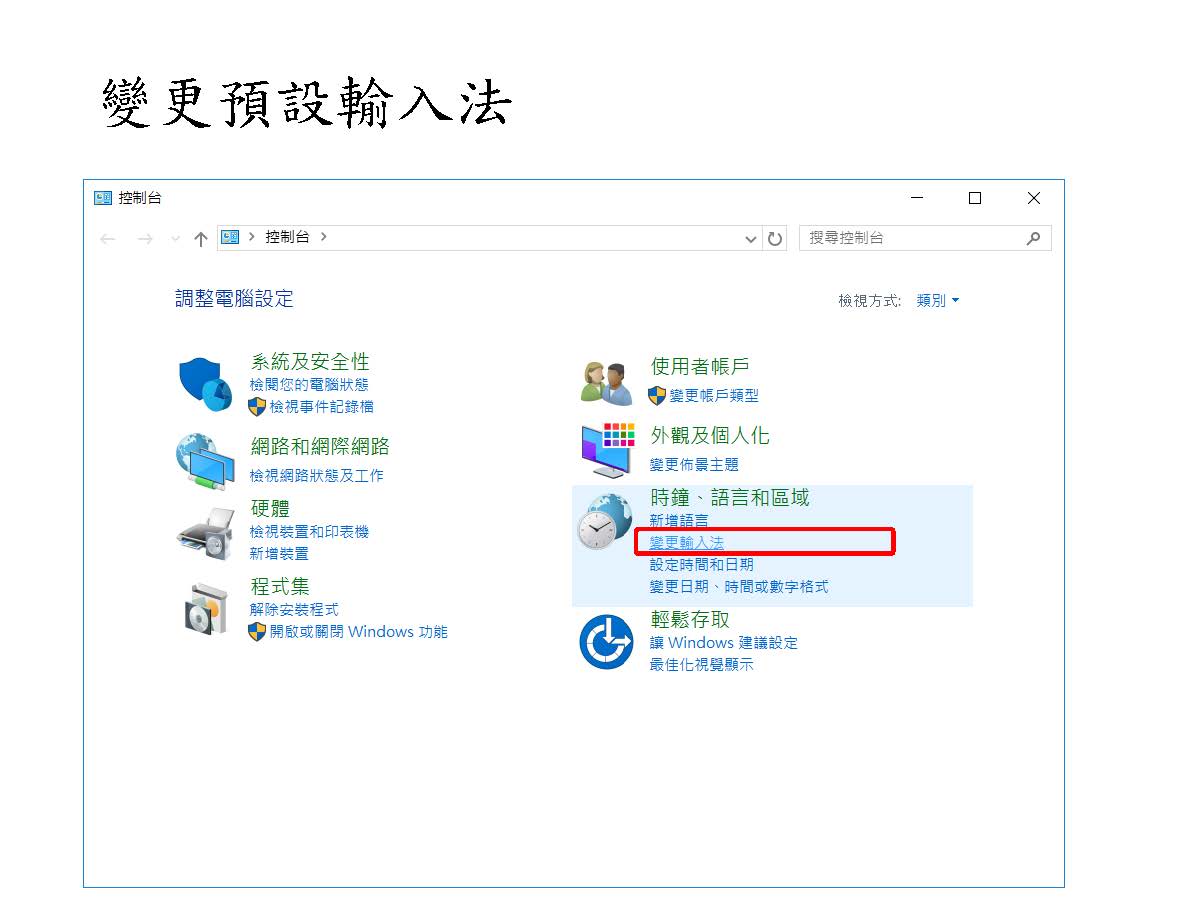 變更預設輸入法
控制台
控制台
搜尋控制台
調整電腦設定
檢視方式: 類別
系統及安全性
檢閱您的電腦狀態
檢視事件記錄檔
網路和網際網路
檢視網路狀態及工作
硬體
檢視裝置和印表機
新增裝置
程式集
解除安裝程式
開啟或關閉 Windows 功能
使用者帳戶
變更帳戶類型
外觀及個人化
變更佈景主題
時鐘、語言和區域
新增語言
變更輸入法
設定時間和日期
變更日期、時間或數字格式
輕鬆存取
讓 Windows 建議設定
最佳化視覺顯示